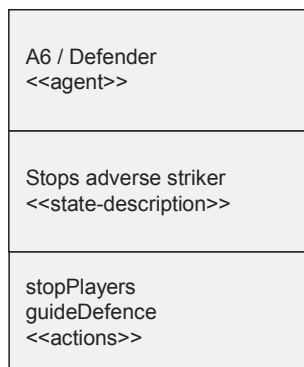 A6 / Defender
<<agent>>
Stops adverse striker
<<state-description>>
stopPlayers
guideDefence
<<actions>>